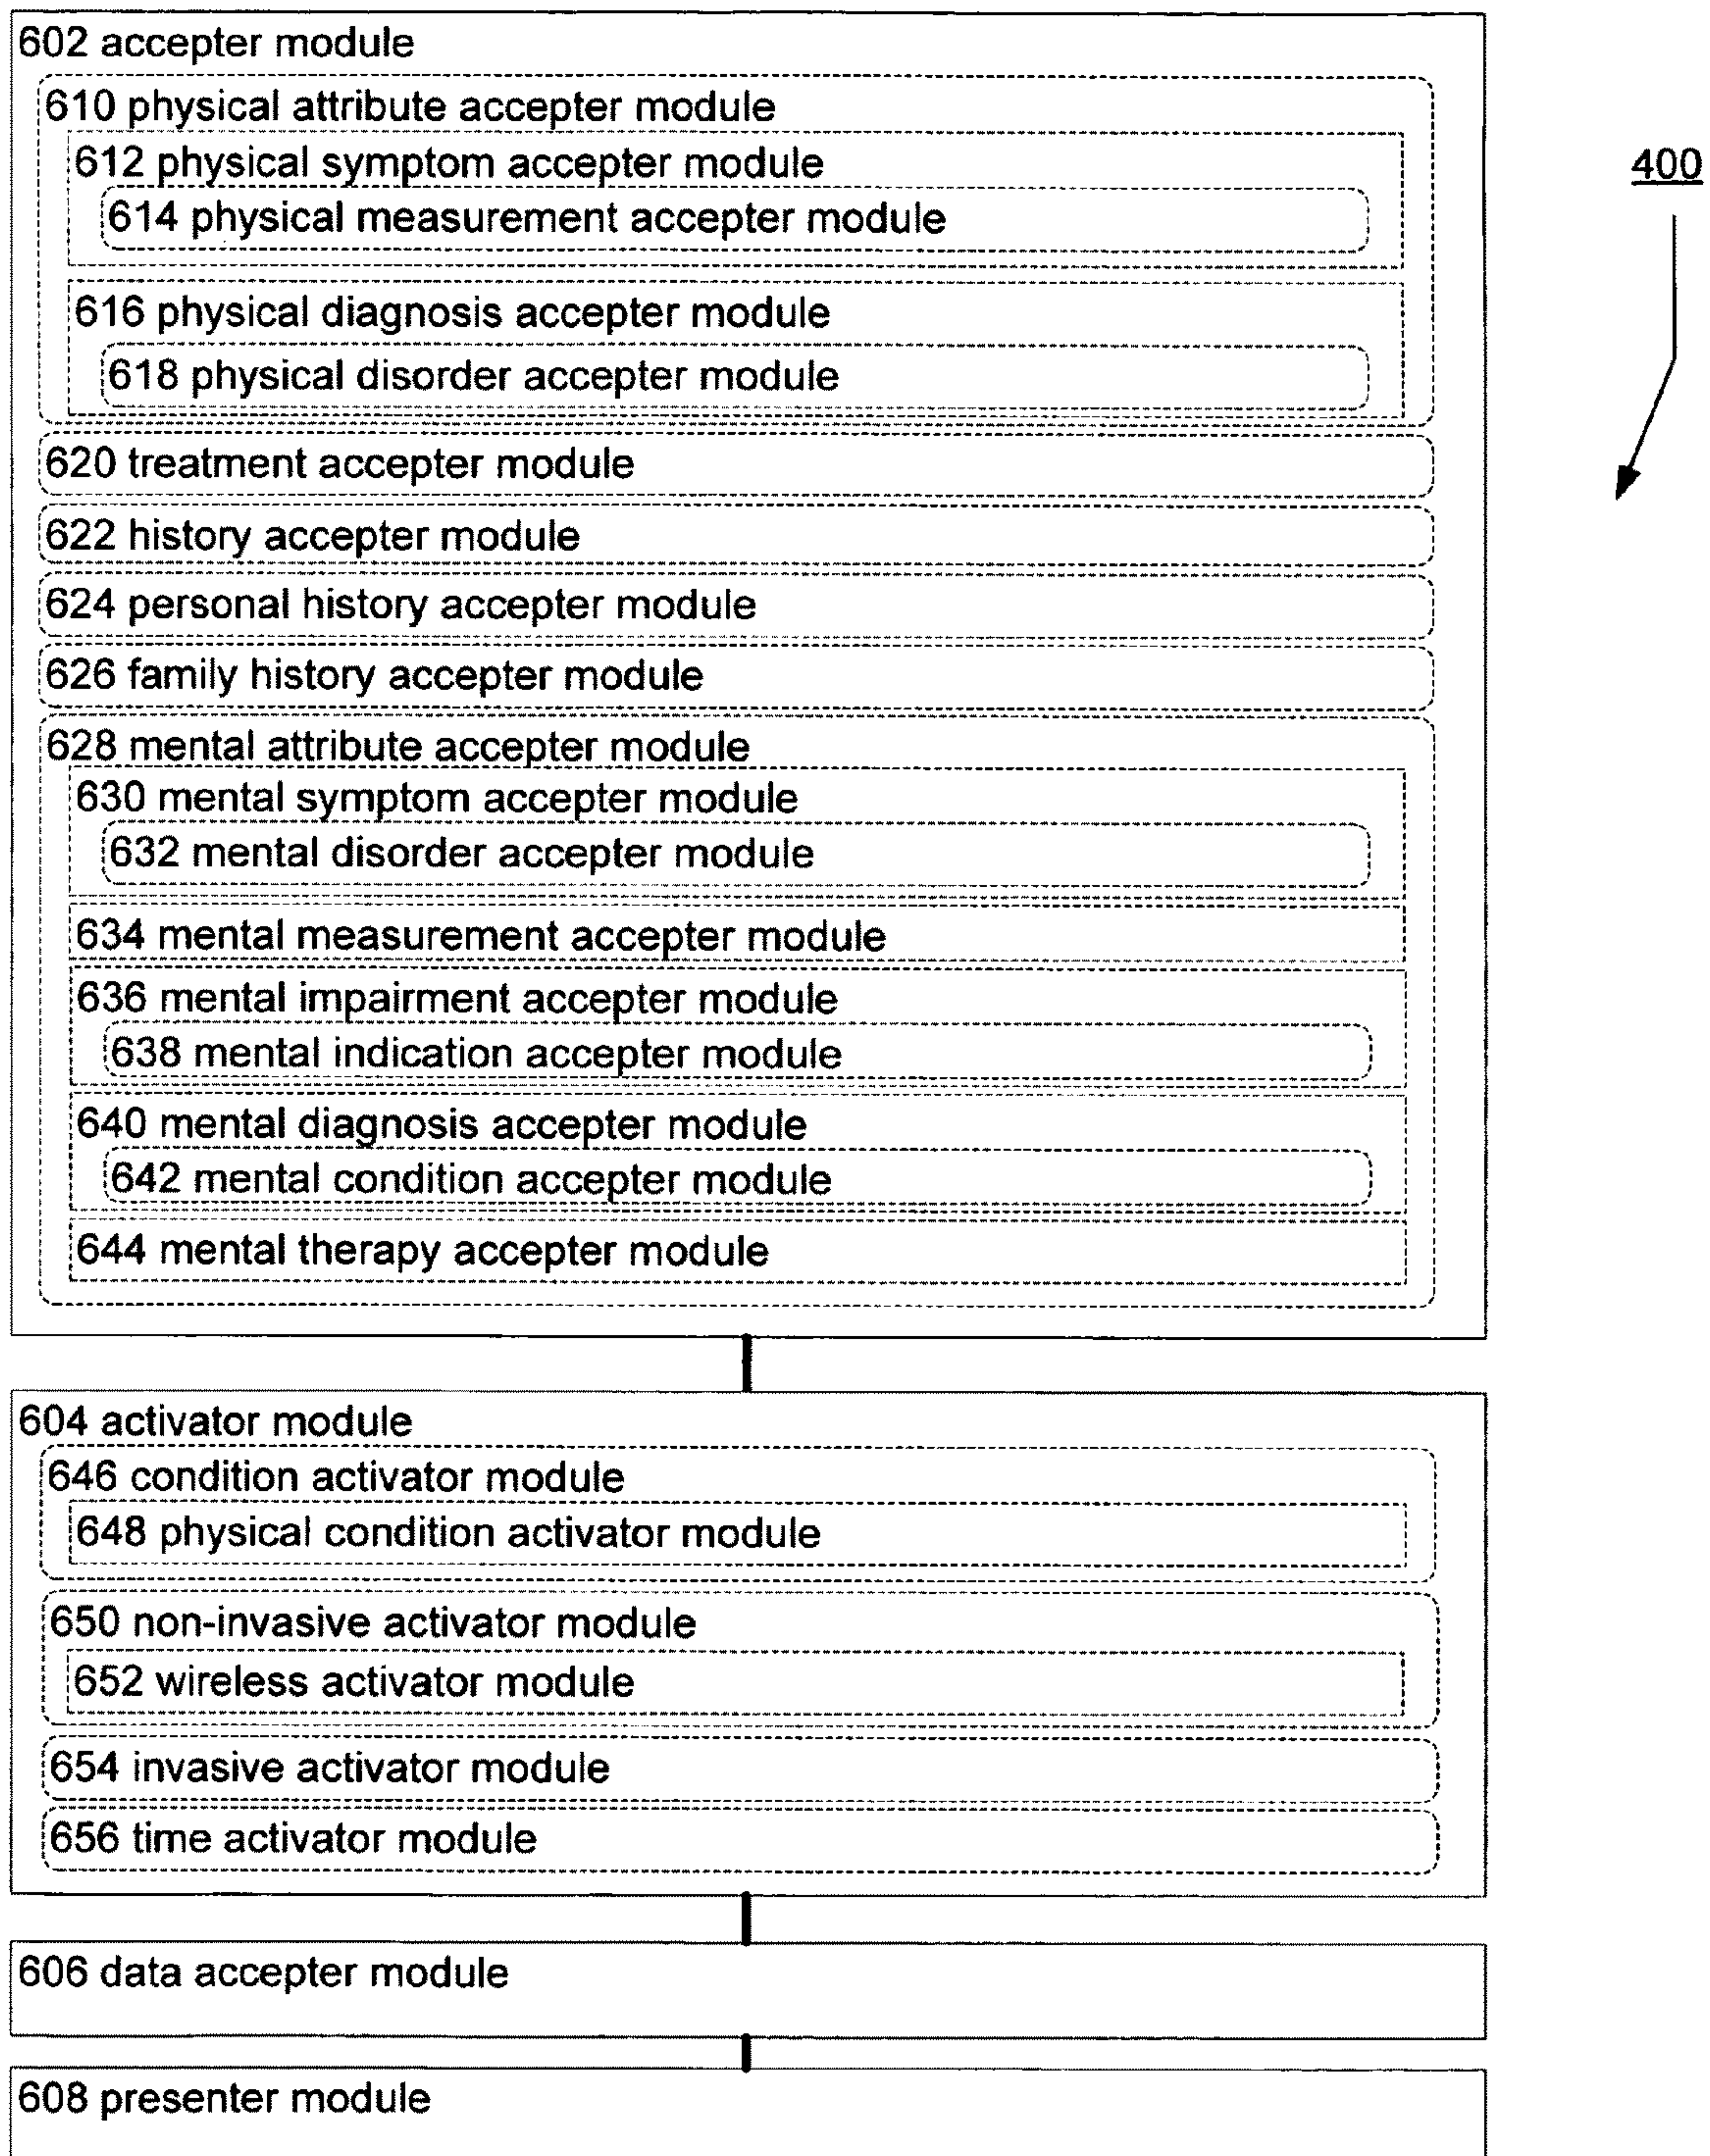 602 accepter module
610 physical attribute accepter module
612 physical symptom accepter module
400
614 physical measurement accepter module
616 physical diagnosis accepter module
618 physical disorder accepter module
620 treatment accepter module
622 history accepter module
624 personal history accepter module
626 family history accepter module
628 mental attribute accepter module
630 mental symptom accepter module
632 mental disorder accepter module
634 mental measurement accepter module
636 mental impairment accepter module
638 mental indication accepter module
640 mental diagnosis accepter module
642 mental condition accepter module
644 mental therapy accepter module
604 activator module
646 condition activator module
648 physical condition activator module
650 non-invasive activator module
652 wireless activator module
654 invasive activator module
656 time activator module
606 data accepter module
608 presenter module